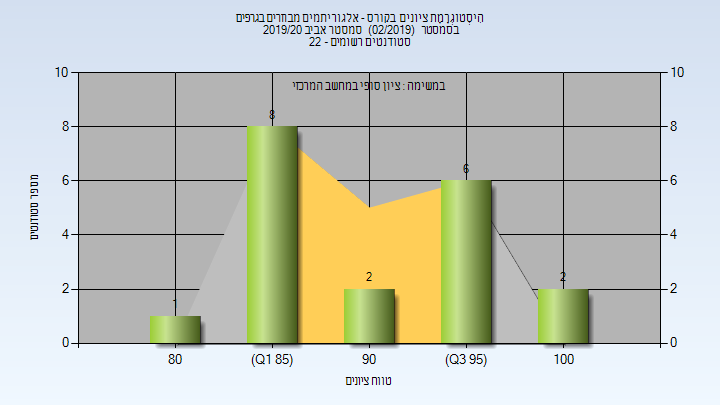 היסטוגרמת ציונים בקורס - אלגוריתמים מבוזרים בגרפים
בסמסטר (02/2019) סמסטר אביב 2019/20
סטודנטים רשומים - 22
במשימה : ציון סופי במחשב המרכזי
10 10
8 8
8
6 6
6
4 4
2 2
2 2
1
0 0
80 (Q1 85) 90 (Q3 95) 100
מספר סטודנטים
טווח ציונים